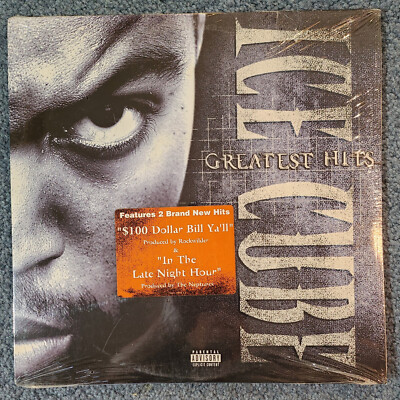 ICE CUBE
GREATEST HITS
Features 2 Brand New Hits
"$100 Dollar Bill Ya'll"
Produced by Rockwilder
&
"In The
Late Night Hour"
Produced by The Neptunes
PARENTAL
ADVISORY
EXPLICIT CONTENT